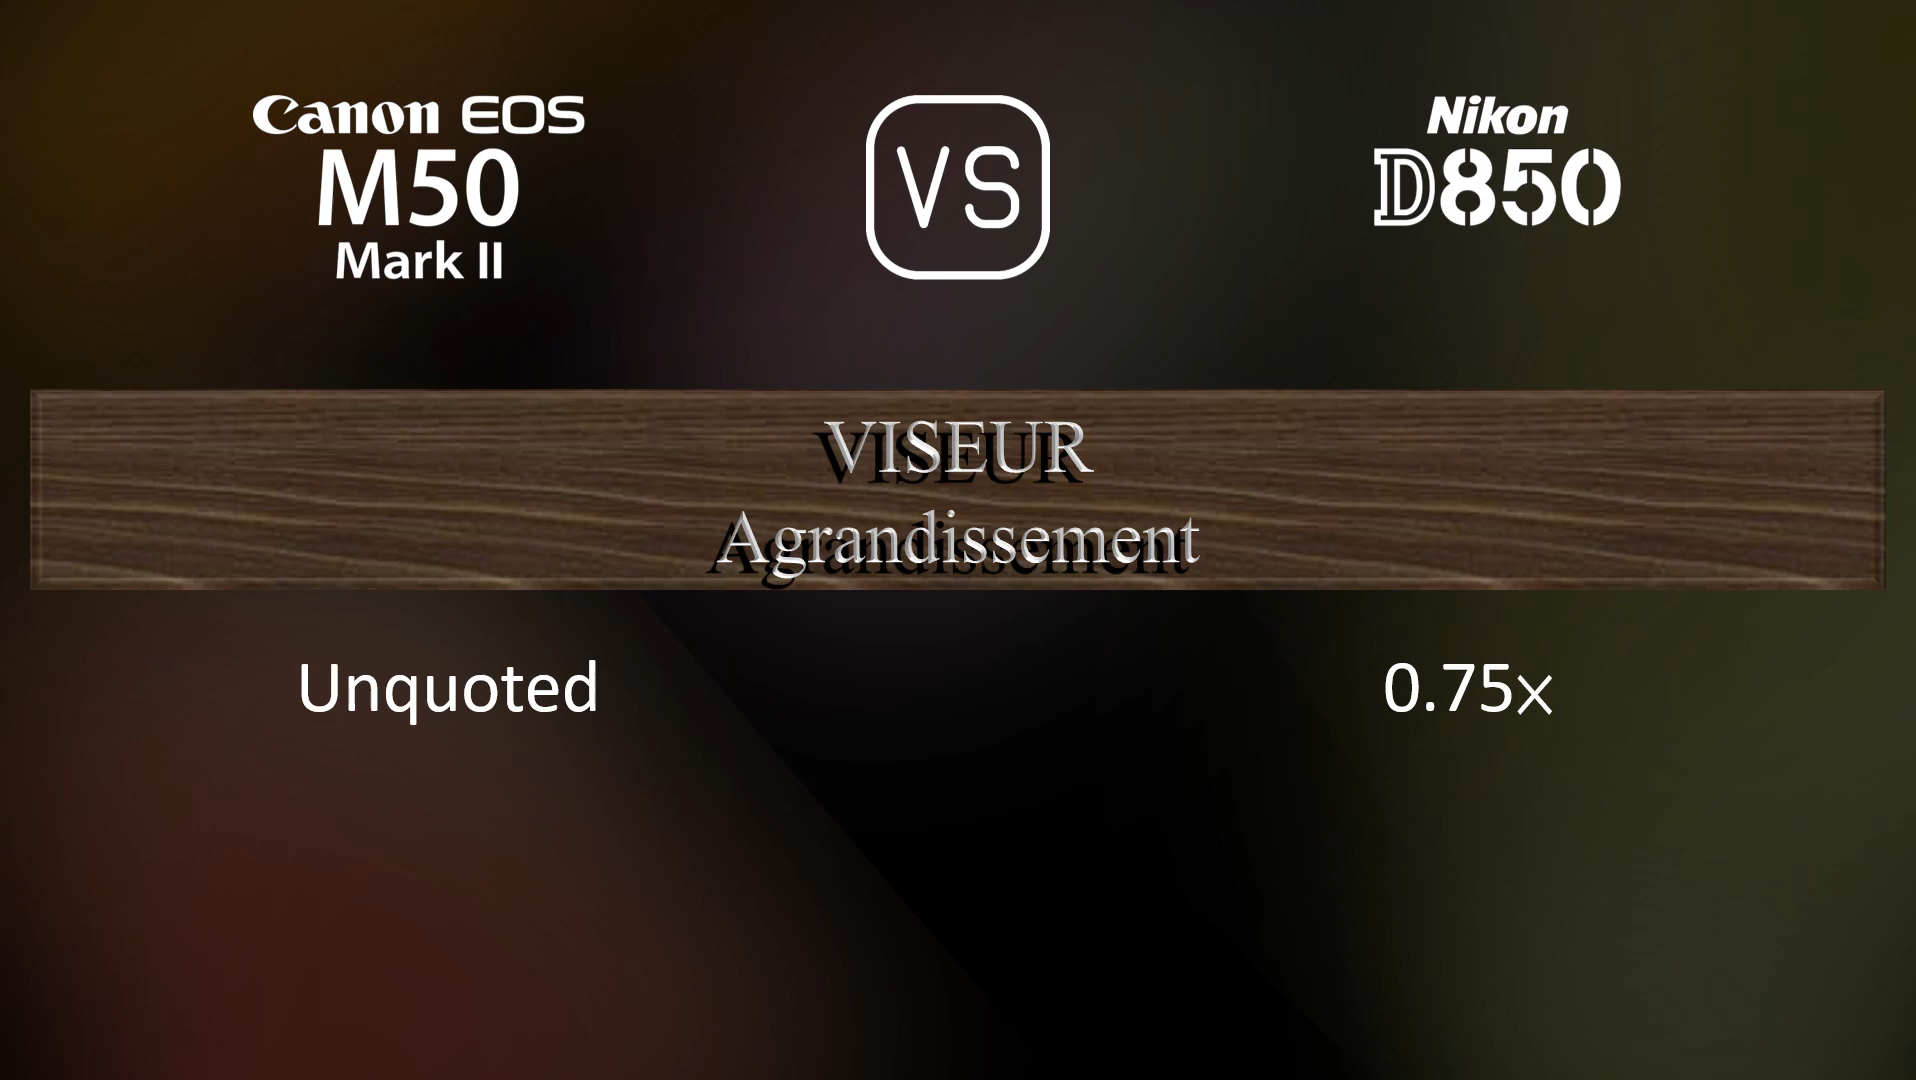 Canon EOS
M50
Mark II
VS
Nikon
D850
VISEUR
Agrandissement
Unquoted
0.75x